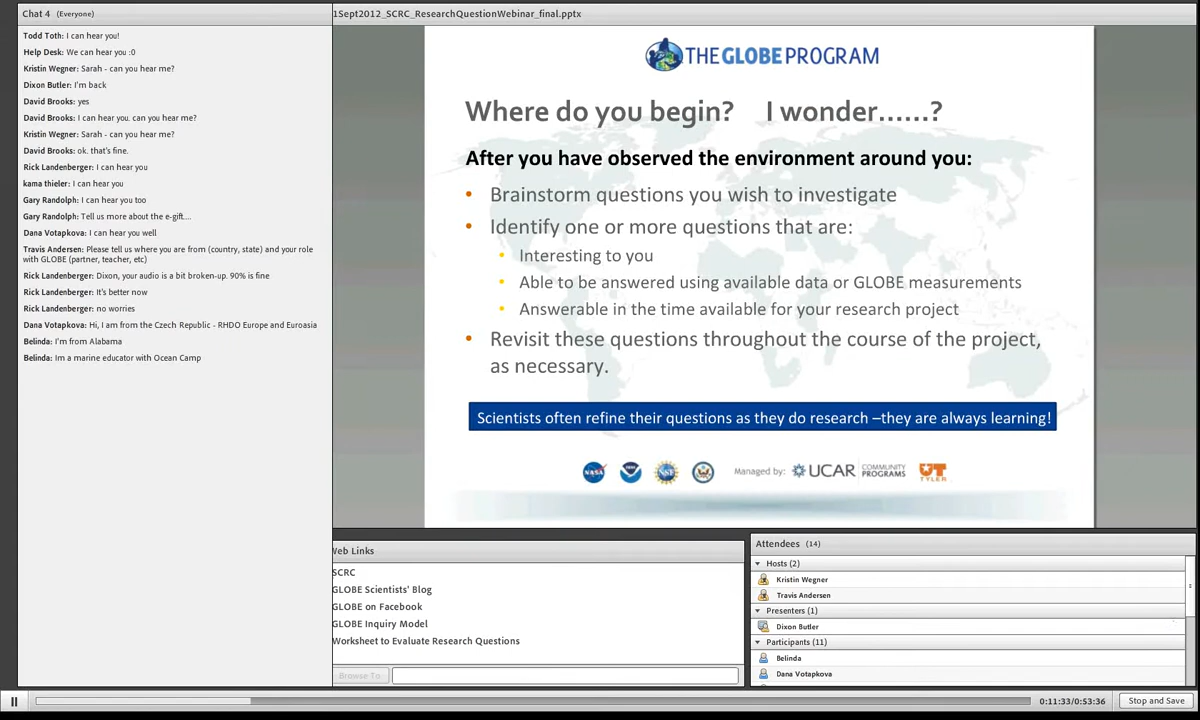 Chat 4 (Everyone)
Todd Toth: I can hear you!
Help Desk: We can hear you :0
Kristin Wegner: Sarah - can you hear me?
Dixon Butler: I'm back
David Brooks: yes
David Brooks: I can hear you. can you hear me?
Kristin Wegner: Sarah - can you hear me?
David Brooks: ok. that's fine.
Rick Landenberger: I can hear you
kama thieler: I can hear you
Gary Randolph: I can hear you too
Gary Randolph: Tell us more about the e-gift....
Dana Votapkova: I can hear you well
Travis Andersen: Please tell us where you are from (country, state) and your role
with GLOBE (partner, teacher, etc)
Rick Landenberger: Dixon, your audio is a bit broken-up. 90% is fine
Rick Landenberger: It's better now
Rick Landenberger: no worries
Dana Votapkova: Hi, I am from the Czech Republic - RHDO Europe and Euroasia
Belinda: I'm from Alabama
Belinda: Im a marine educator with Ocean Camp
1Sept2012_SCRC_ResearchQuestionWebinar_final.pptx
THE GLOBE PROGRAM
Where do you begin? I wonder......?
After you have observed the environment around you:
• Brainstorm questions you wish to investigate
• Identify one or more questions that are:
• Interesting to you
• Able to be answered using available data or GLOBE measurements
• Answerable in the time available for your research project
• Revisit these questions throughout the course of the project,
as necessary.
Scientists often refine their questions as they do research –they are always learning!
NASA
NSF
Managed by: UCAR COMMUNITY
PROGRAMS
UT
TYLER
Web Links
SCRC
GLOBE Scientists' Blog
GLOBE on Facebook
GLOBE Inquiry Model
Worksheet to Evaluate Research Questions
Browse To
Attendees (14)
Hosts (2)
Kristin Wegner
Travis Andersen
Presenters (1)
Dixon Butler
Participants (11)
Belinda
Dana Votapkova
0:11:33/0:53:36
Stop and Save